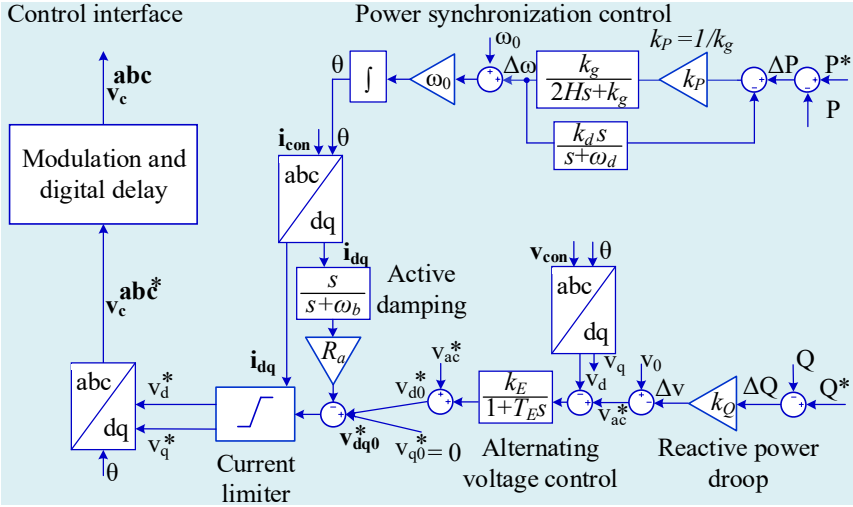 Control interface
Power synchronization control
v_c^abc
Modulation and
digital delay
v_c^abc*
abc
dq
θ
v_d*
v_q*
θ
∫
ω_0
ω_0
Δω
k_g
2Hs+k_g
k_P = 1/k_g
k_P
ΔP
P*
P
k_d s
s+ω_d
i_con
θ
abc
dq
i_dq
s
s+ω_b
Active
damping
R_a
i_dq
Current
limiter
v_dq0*
v_d0*
v_q0* = 0
v_ac*
k_E
1+T_E s
Alternating
voltage control
v_con
θ
abc
dq
v_q
v_d
v_ac*
v_0
Δv
k_Q
ΔQ
Q
Q*
Reactive power
droop